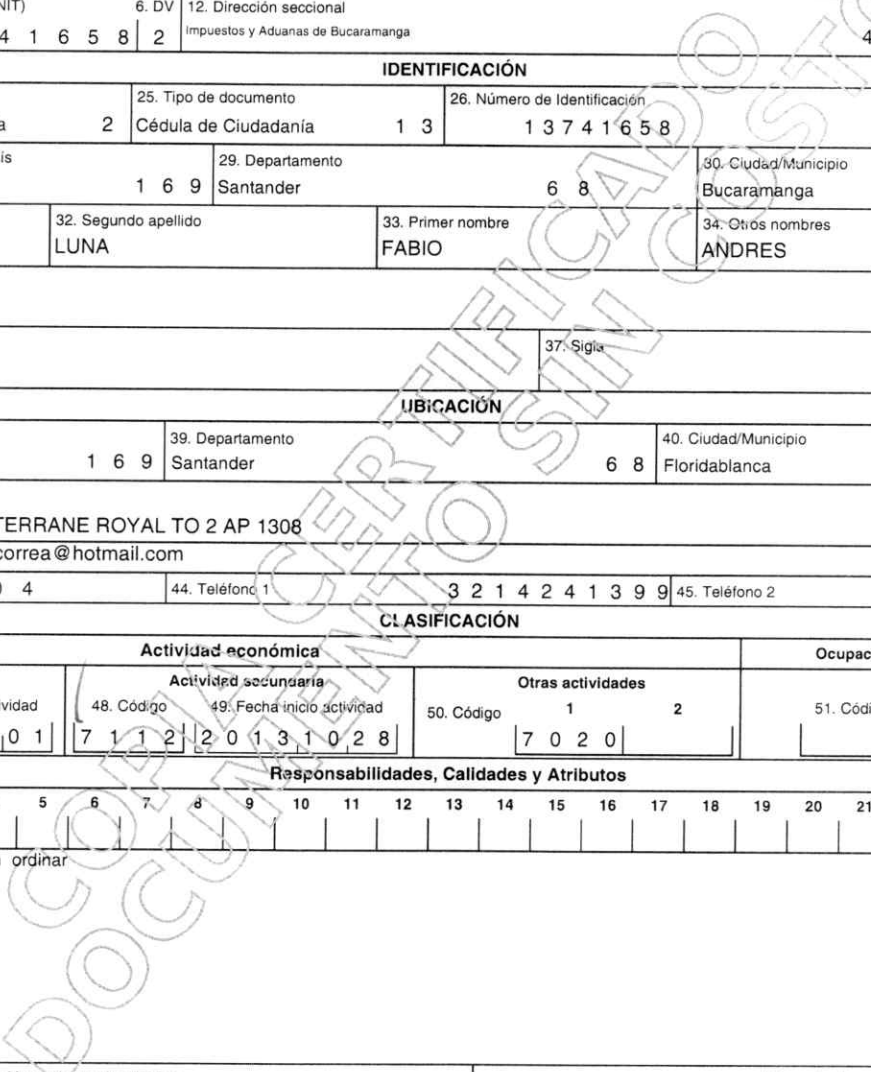 NIT) 6. DV 12. Dirección seccional
4 1 6 5 8 2 Impuestos y Aduanas de Bucaramanga 4
IDENTIFICACIÓN
25. Tipo de documento 26. Número de Identificación
a 2 Cédula de Ciudadanía 1 3 1 3 7 4 1 6 5 8
ís 29. Departamento 30. Ciudad/Municipio
1 6 9 Santander 6 8 Bucaramanga
32. Segundo apellido 33. Primer nombre 34. Otros nombres
LUNA FABIO ANDRES
37. Sigla
UBICACIÓN
39. Departamento 40. Ciudad/Municipio
1 6 9 Santander 6 8 Floridablanca
TERRANE ROYAL TO 2 AP 1308
correa@hotmail.com
4 44. Teléfono 1 3 2 1 4 2 4 1 3 9 9 45. Teléfono 2
CLASIFICACIÓN
Actividad económica Ocupac
Actividad secundaria Otras actividades
vidad 48. Código 49. Fecha inicio actividad 50. Código 1 2 51. Códi
0 1 7 1 1 2 2 0 1 3 1 0 2 8 7 0 2 0
Responsabilidades, Calidades y Atributos
5 6 7 8 9 10 11 12 13 14 15 16 17 18 19 20 21
ordinar
COPIA CERTIFICADO
DOCUMENTO SIN COSTO